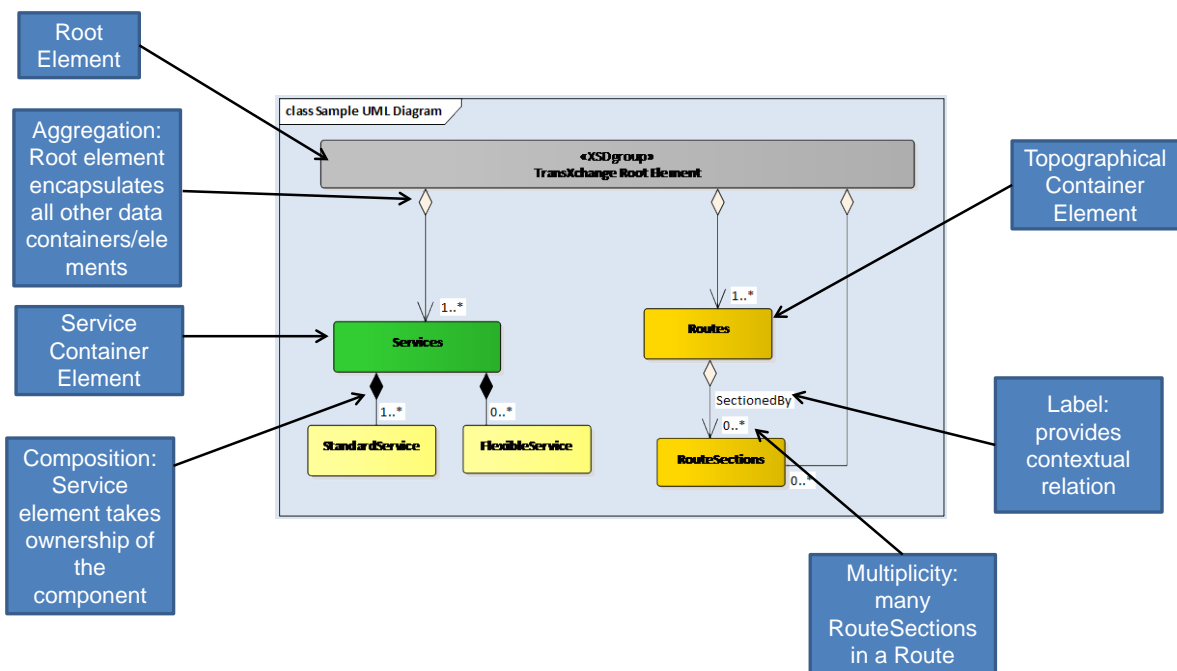 Root
Element
class Sample UML Diagram
Aggregation:
Root element
encapsulates
all other data
containers/ele
ments
«XSDgroup»
TransXchange Root Element
Topographical
Container
Element
1..*
1..*
Service
Container
Element
Services
Routes
SectionedBy
1..*
0..*
0..*
Label:
provides
contextual
relation
StandardService
FlexibleService
RouteSections
0..*
Composition:
Service
element takes
ownership of
the
component
Multiplicity:
many
RouteSections
in a Route